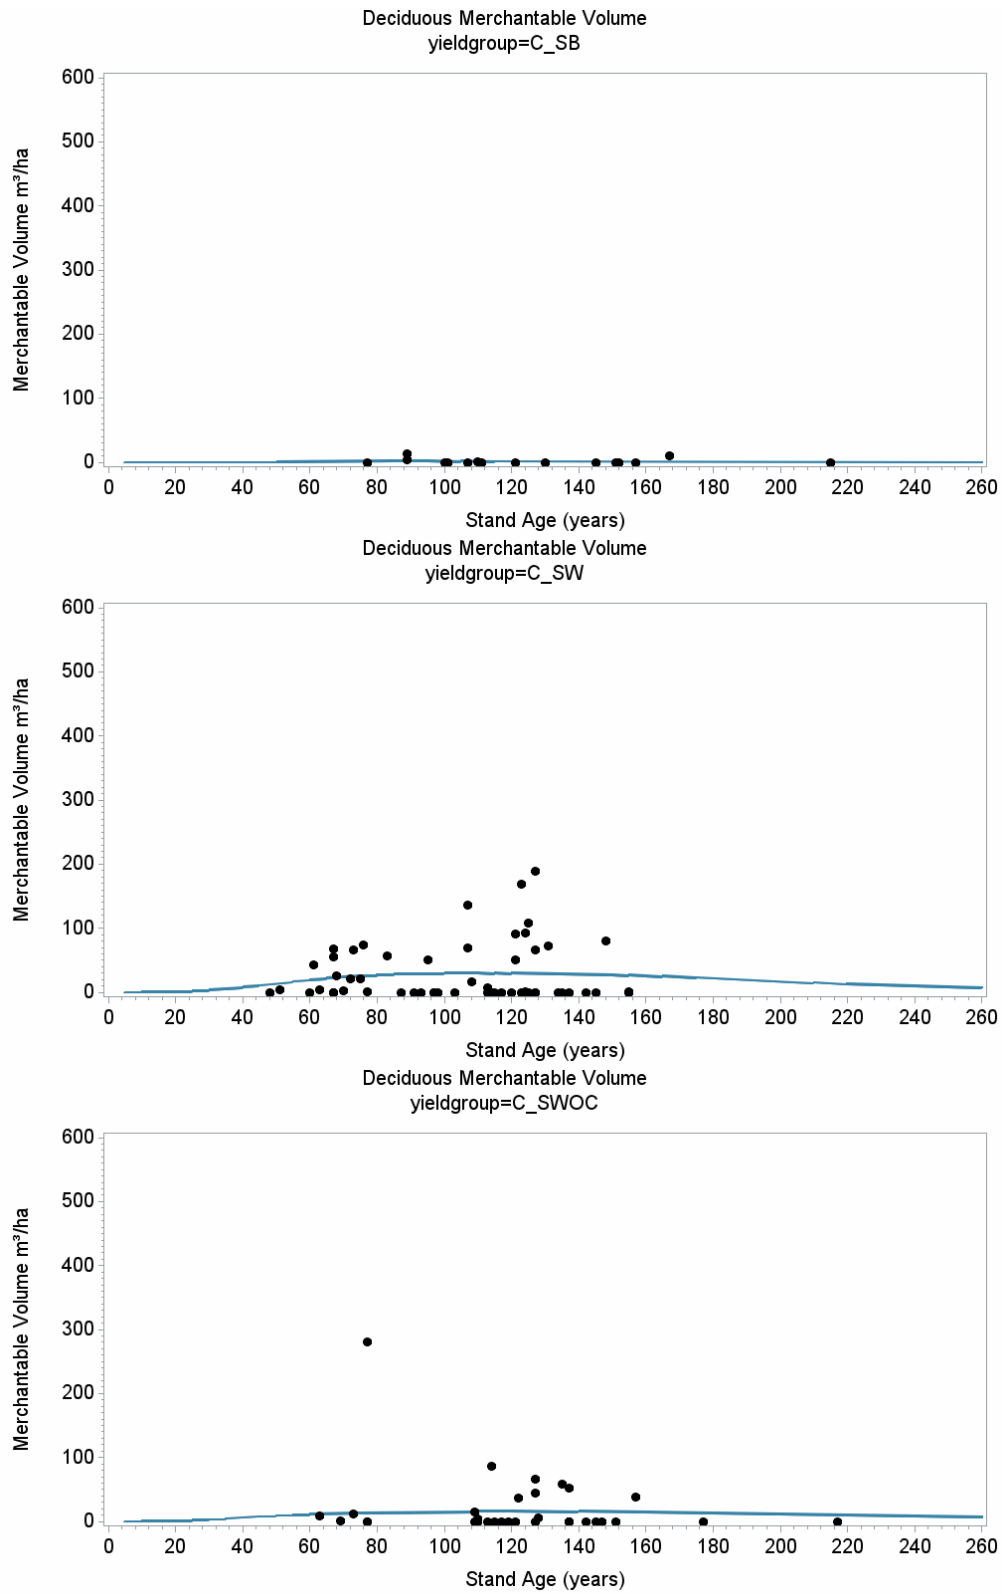 Deciduous Merchantable Volume
yieldgroup=C_SB
Merchantable Volume m³/ha
600
500
400
300
200
100
0
0 20 40 60 80 100 120 140 160 180 200 220 240 260
Stand Age (years)
Deciduous Merchantable Volume
yieldgroup=C_SW
Merchantable Volume m³/ha
600
500
400
300
200
100
0
0 20 40 60 80 100 120 140 160 180 200 220 240 260
Stand Age (years)
Deciduous Merchantable Volume
yieldgroup=C_SWOC
Merchantable Volume m³/ha
600
500
400
300
200
100
0
0 20 40 60 80 100 120 140 160 180 200 220 240 260
Stand Age (years)